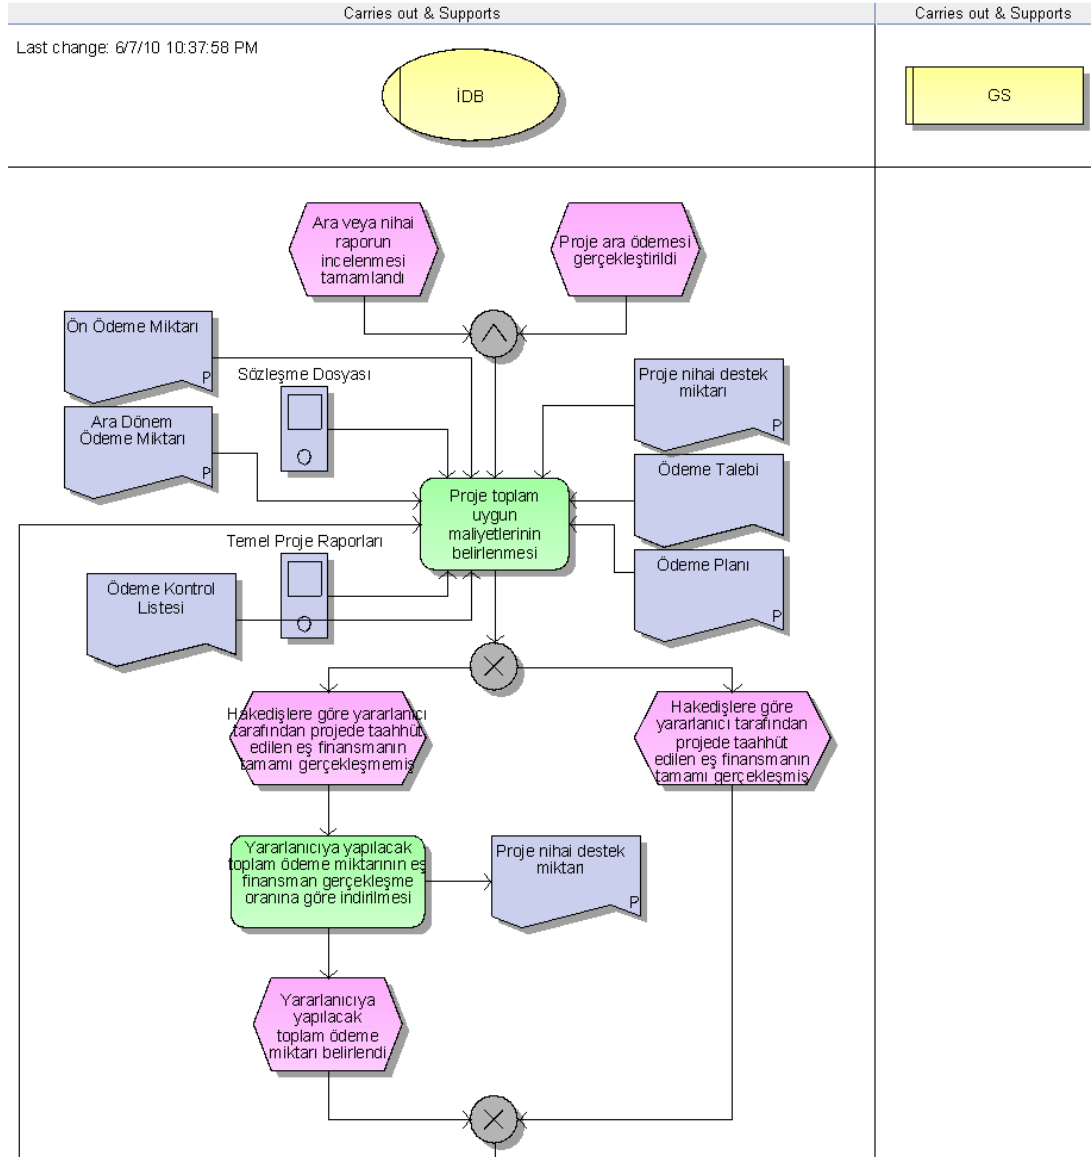 Carries out & Supports
Carries out & Supports
Last change: 6/7/10 10:37:58 PM
İDB
GS
Ara veya nihai
raporun
incelenmesi
tamamlandı
Proje ara ödemesi
gerçekleştirildi
Ön Ödeme Miktarı
P
Sözleşme Dosyası
Proje nihai destek
miktarı
P
Ara Dönem
Ödeme Miktarı
P
Ödeme Talebi
Proje toplam
uygun
maliyetlerinin
belirlenmesi
Temel Proje Raporları
Ödeme Planı
P
Ödeme Kontrol
Listesi
Hakedişlere göre yararlanıcı
tarafından projede taahhüt
edilen eş finansmanın
tamamı gerçekleşmemiş
Hakedişlere göre
yararlanıcı tarafından
projede taahhüt
edilen eş finansmanın
tamamı gerçekleşmiş
Yararlanıcıya yapılacak
toplam ödeme miktarının eş
finansman gerçekleşme
oranına göre indirilmesi
Proje nihai destek
miktarı
P
Yararlanıcıya
yapılacak
toplam ödeme
miktarı belirlendi